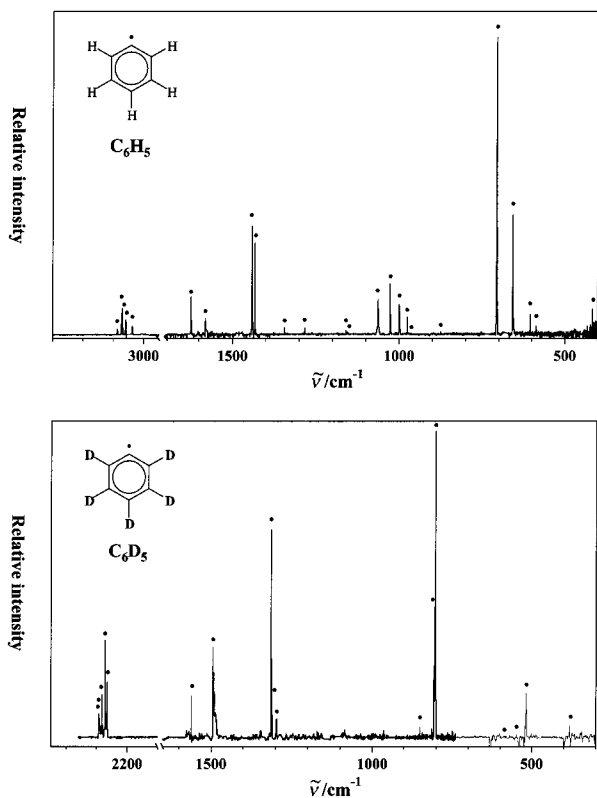 Relative intensity
H
H
H
H
H
C₆H₅
3000 1500 1000 500
ν̃/cm⁻¹
Relative intensity
D
D
D
D
D
C₆D₅
2200 1500 1000 500
ν̃/cm⁻¹